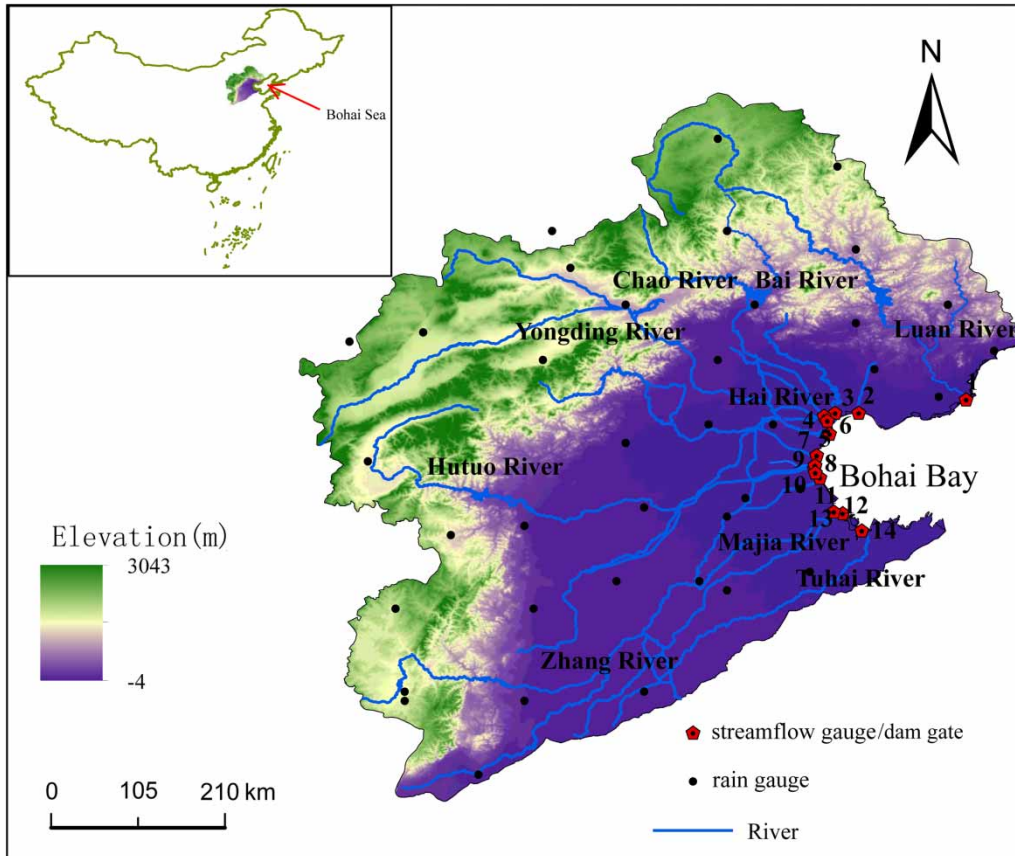 Bohai Sea
N
Chao River
Bai River
Yongding River
Luan River
1
Hai River
3
2
4
6
5
7
9
8
Hutuo River
10
Bohai Bay
11
12
13
14
Majia River
Tuhai River
Zhang River
Elevation(m)
3043
-4
streamflow gauge/dam gate
rain gauge
River
0 105 210 km